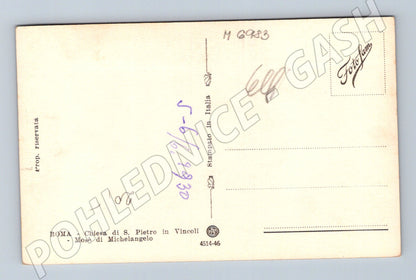 M 6983
Foto
Prop. riservata
Stampato in Italia
ROMA - Chiesa di S. Pietro in Vincoli
- Mosè di Michelangelo
4514-46
POHLEDNICE - GASH